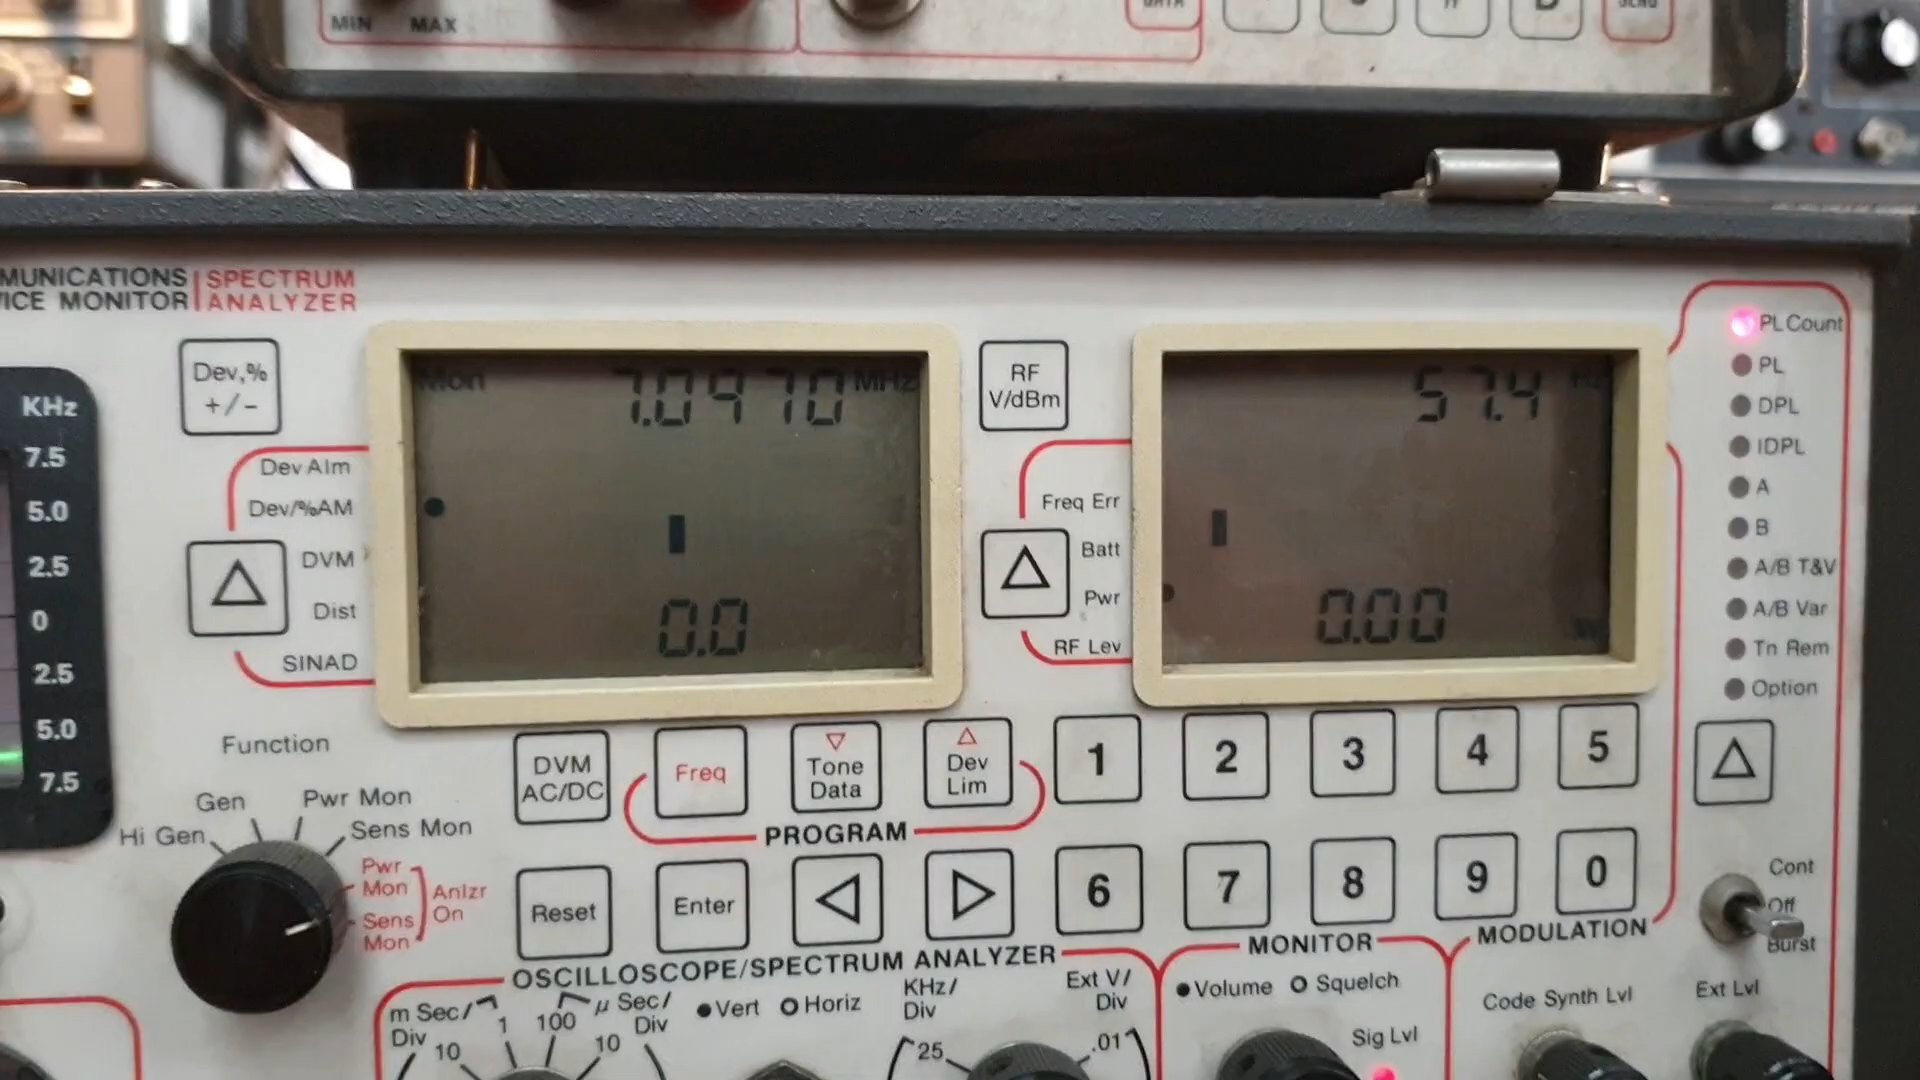 MIN MAX
DATA
MUNICATIONS SPECTRUM
ICE MONITOR ANALYZER
Dev,%
+/-
Mon 7.0970 MHz
RF
V/dBm
57.4 Hz
PL Count
PL
DPL
IDPL
A
B
A/B T&V
A/B Var
Tn Rem
Option
KHz
7.5
5.0
2.5
0
2.5
5.0
7.5
Dev Alm
Dev/%AM
DVM
Dist
SINAD
0.0
Freq Err
Batt
Pwr
RF Lev
0.00 W
Function
Hi Gen
Gen
Pwr Mon
Sens Mon
Pwr
Mon
Sens
Mon
Anlzr
On
DVM
AC/DC
Freq
Tone
Data
Dev
Lim
PROGRAM
1 2 3 4 5
Reset Enter 6 7 8 9 0
Cont
Off
Burst
OSCILLOSCOPE/SPECTRUM ANALYZER
MONITOR
MODULATION
m Sec/
Div
10 1 100 10
µ Sec/
Div
Vert Horiz
KHz/
Div
25
Ext V/
Div
.01
Volume Squelch
Sig Lvl
Code Synth Lvl
Ext Lvl